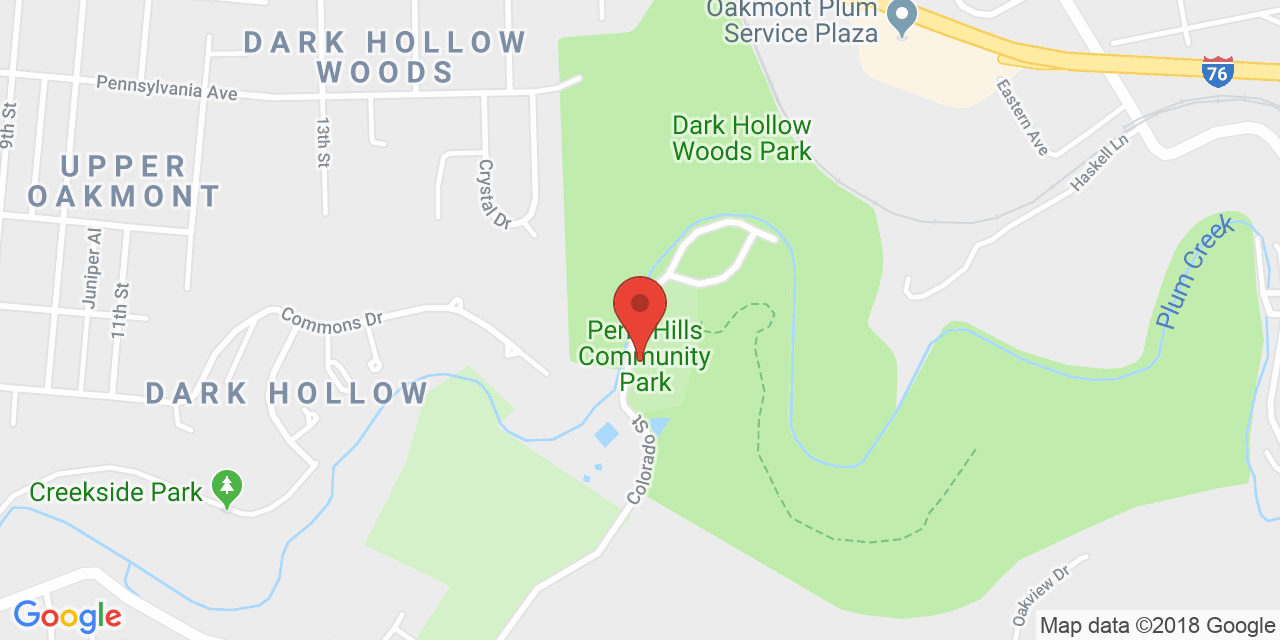 Oakmont Plum
Service Plaza
DARK HOLLOW
WOODS
76
Pennsylvania Ave
Eastern Ave
9th St
13th St
Dark Hollow
Woods Park
Haskell Ln
UPPER
OAKMONT
Crystal Dr
Juniper Al
11th St
Plum Creek
Commons Dr
Penn Hills
Community
Park
DARK HOLLOW
Colorado St
Creekside Park
Oakview Dr
Google
Map data ©2018 Google